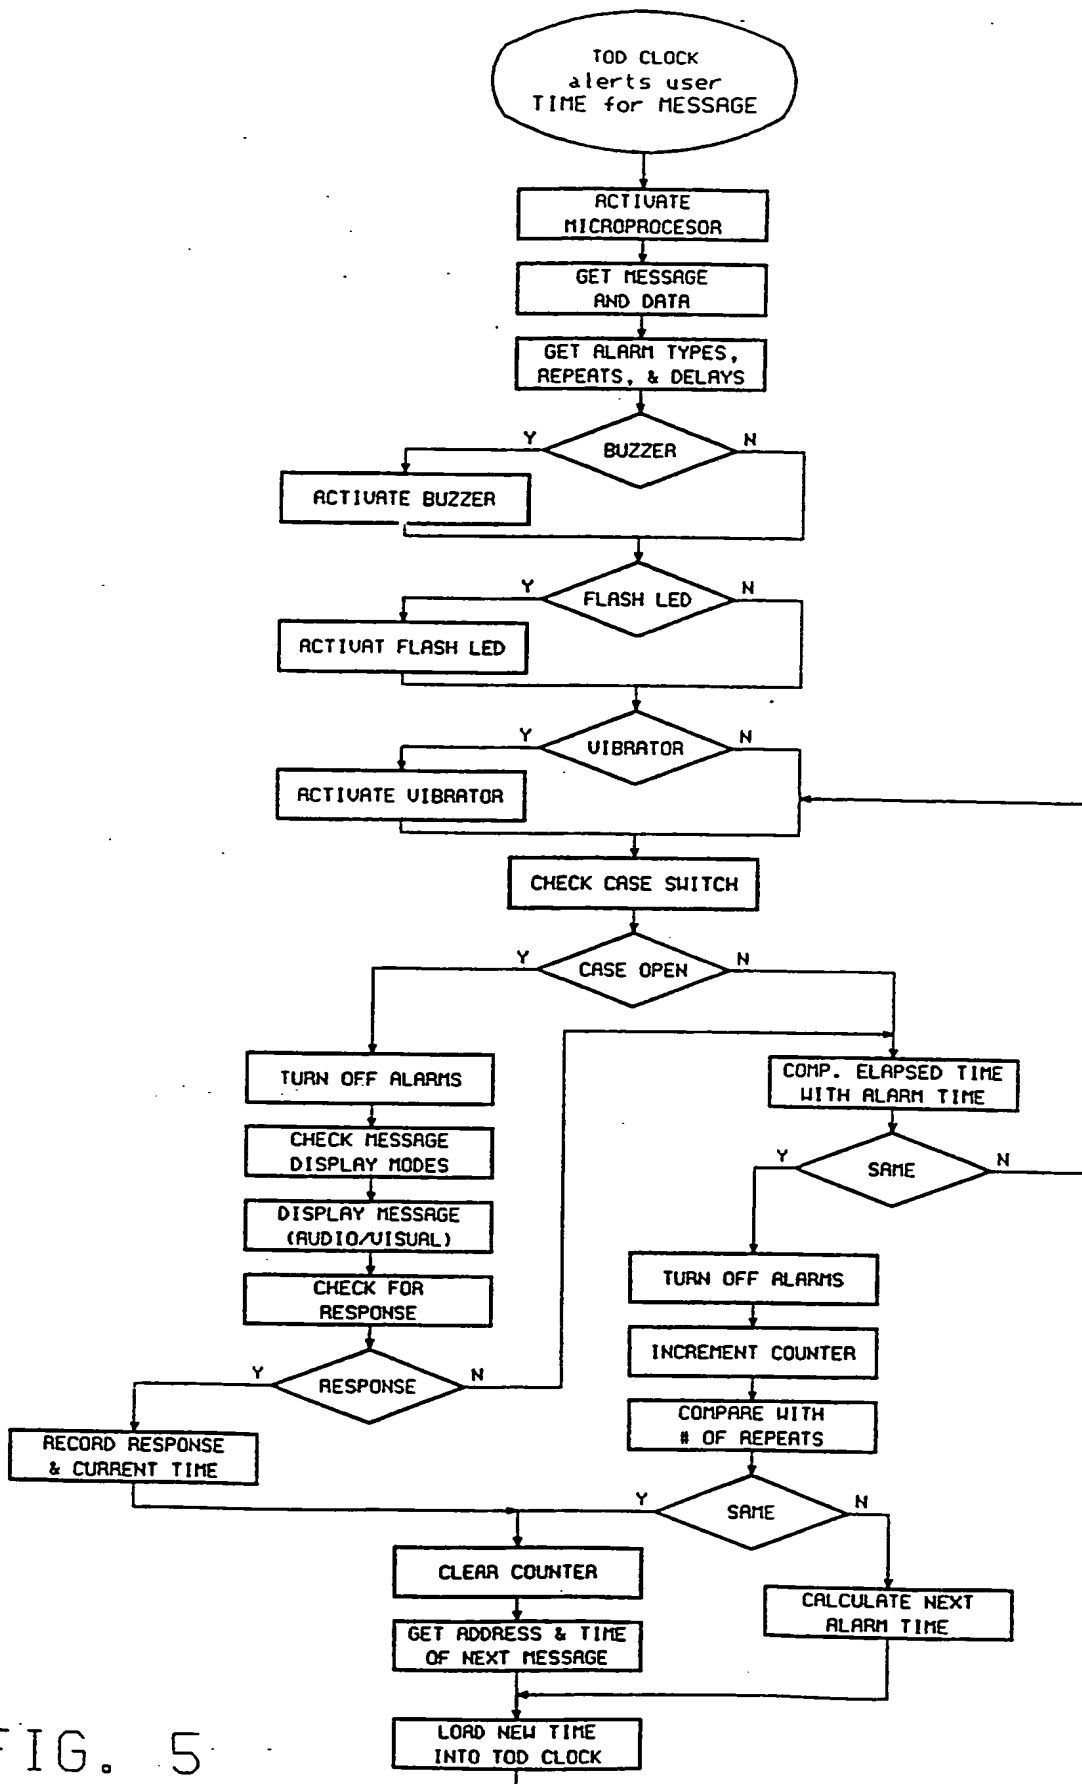 TOD CLOCK
alerts user
TIME for MESSAGE
ACTIVATE
MICROPROCESOR
GET MESSAGE
AND DATA
GET ALARM TYPES,
REPEATS, & DELAYS
Y
BUZZER
N
ACTIVATE BUZZER
Y
FLASH LED
N
ACTIVAT FLASH LED
Y
VIBRATOR
N
ACTIVATE VIBRATOR
CHECK CASE SWITCH
Y
CASE OPEN
N
TURN OFF ALARMS
COMP. ELAPSED TIME
WITH ALARM TIME
CHECK MESSAGE
DISPLAY MODES
Y
SAME
N
DISPLAY MESSAGE
(AUDIO/VISUAL)
TURN OFF ALARMS
CHECK FOR
RESPONSE
INCREMENT COUNTER
Y
RESPONSE
N
COMPARE WITH
# OF REPEATS
RECORD RESPONSE
& CURRENT TIME
Y
SAME
N
CLEAR COUNTER
CALCULATE NEXT
ALARM TIME
GET ADDRESS & TIME
OF NEXT MESSAGE
LOAD NEW TIME
INTO TOD CLOCK
FIG. 5